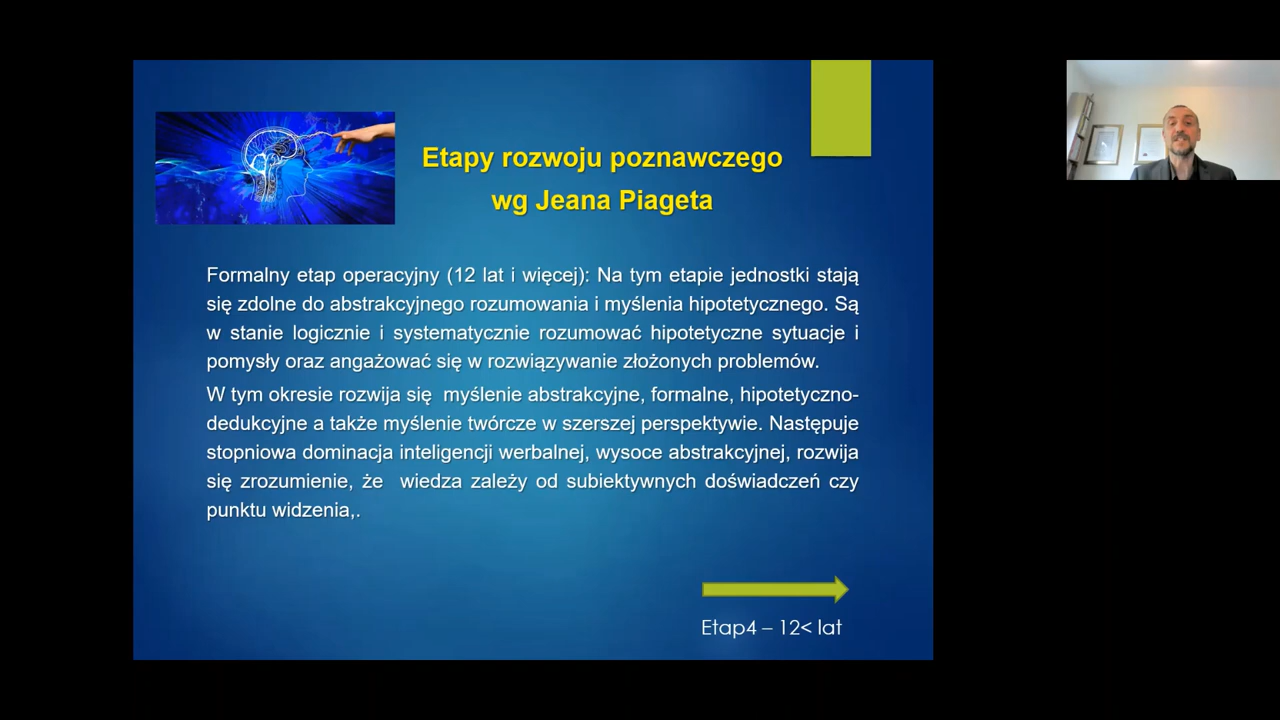 Etapy rozwoju poznawczego
wg Jeana Piageta
Formalny etap operacyjny (12 lat i więcej): Na tym etapie jednostki stają
się zdolne do abstrakcyjnego rozumowania i myślenia hipotetycznego. Są
w stanie logicznie i systematycznie rozumować hipotetyczne sytuacje i
pomysły oraz angażować się w rozwiązywanie złożonych problemów.
W tym okresie rozwija się  myślenie abstrakcyjne, formalne, hipotetyczno-
dedukcyjne a także myślenie twórcze w szerszej perspektywie. Następuje
stopniowa dominacja inteligencji werbalnej, wysoce abstrakcyjnej, rozwija
się zrozumienie, że  wiedza zależy od subiektywnych doświadczeń czy
punktu widzenia,.
Etap4 – 12< lat